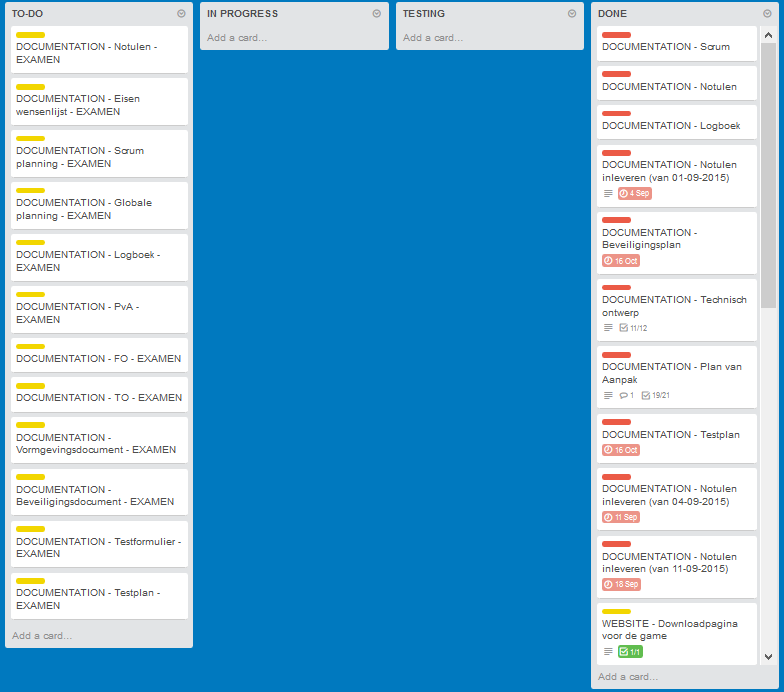 TO-DO
DOCUMENTATION - Notulen -
EXAMEN
DOCUMENTATION - Eisen
wensenlijst - EXAMEN
DOCUMENTATION - Scrum
planning - EXAMEN
DOCUMENTATION - Globale
planning - EXAMEN
DOCUMENTATION - Logboek -
EXAMEN
DOCUMENTATION - PvA -
EXAMEN
DOCUMENTATION - FO - EXAMEN
DOCUMENTATION - TO - EXAMEN
DOCUMENTATION -
Vormgevingsdocument - EXAMEN
DOCUMENTATION -
Beveiligingsdocument - EXAMEN
DOCUMENTATION - Testformulier -
EXAMEN
DOCUMENTATION - Testplan -
EXAMEN
Add a card...
IN PROGRESS
Add a card...
TESTING
Add a card...
DONE
DOCUMENTATION - Scrum
DOCUMENTATION - Notulen
DOCUMENTATION - Logboek
DOCUMENTATION - Notulen
inleveren (van 01-09-2015)
4 Sep
DOCUMENTATION -
Beveiligingsplan
16 Oct
DOCUMENTATION - Technisch
ontwerp
11/12
DOCUMENTATION - Plan van
Aanpak
1 19/21
DOCUMENTATION - Testplan
16 Oct
DOCUMENTATION - Notulen
inleveren (van 04-09-2015)
11 Sep
DOCUMENTATION - Notulen
inleveren (van 11-09-2015)
18 Sep
WEBSITE - Downloadpagina
voor de game
1/1
Add a card...